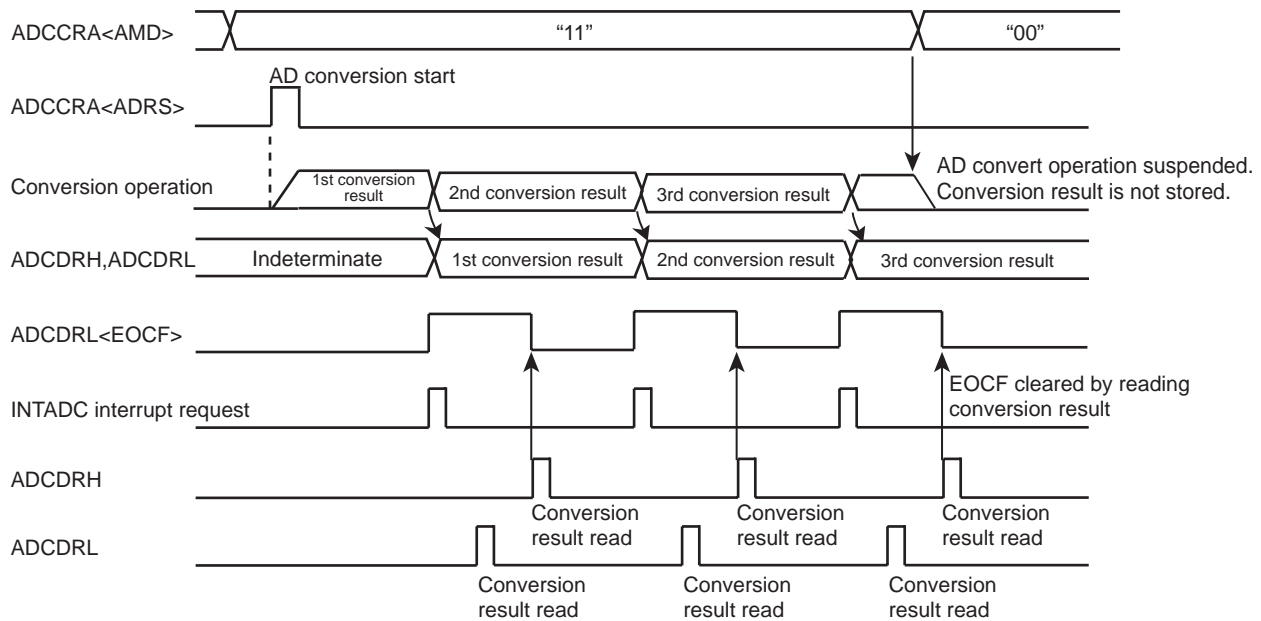 ADCCRA<AMD>
“11”
“00”
AD conversion start
ADCCRA<ADRS>
AD convert operation suspended.
Conversion result is not stored.
Conversion operation
1st conversion
result
2nd conversion result
3rd conversion result
ADCDRH,ADCDRL
Indeterminate
1st conversion result
2nd conversion result
3rd conversion result
ADCDRL<EOCF>
EOCF cleared by reading
conversion result
INTADC interrupt request
ADCDRH
Conversion
result read
Conversion
result read
Conversion
result read
ADCDRL
Conversion
result read
Conversion
result read
Conversion
result read